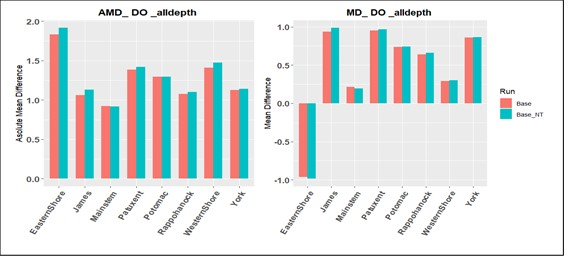 AMD_ DO _alldepth
Asolute Mean Difference
2.0
1.5
1.0
0.5
0.0
EasternShore
James
Mainstem
Patuxent
Potomac
Rappohanock
WesternShore
York
MD_ DO _alldepth
Mean Difference
1.0
0.5
0.0
-0.5
-1.0
EasternShore
James
Mainstem
Patuxent
Potomac
Rappohanock
WesternShore
York
Run
Base
Base_NT